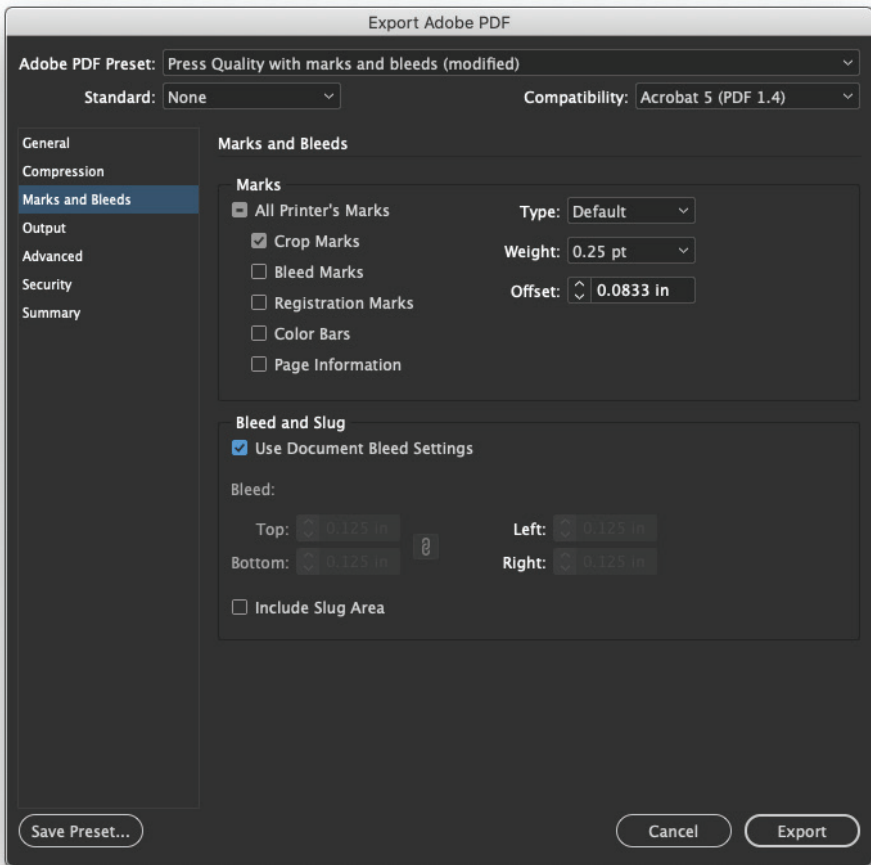 Export Adobe PDF
Adobe PDF Preset: Press Quality with marks and bleeds (modified)
Standard: None Compatibility: Acrobat 5 (PDF 1.4)
General
Compression
Marks and Bleeds
Output
Advanced
Security
Summary
Marks and Bleeds
Marks
All Printer's Marks
Crop Marks
Bleed Marks
Registration Marks
Color Bars
Page Information
Type: Default
Weight: 0.25 pt
Offset: 0.0833 in
Bleed and Slug
Use Document Bleed Settings
Bleed:
Top: 0.125 in Left: 0.125 in
Bottom: 0.125 in Right: 0.125 in
Include Slug Area
Save Preset... Cancel Export